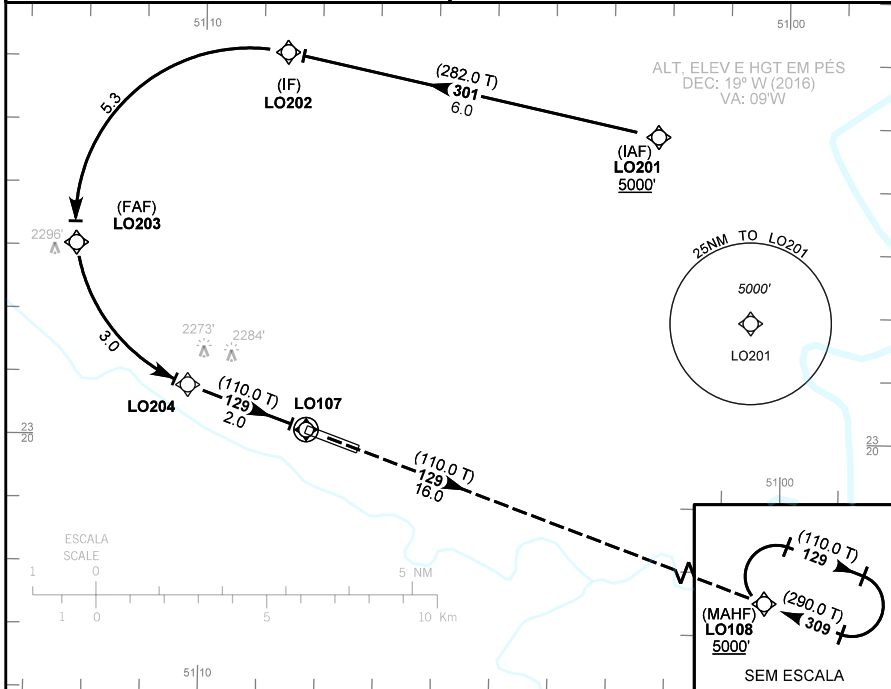 51 10
51 00
(IF)
LO202
(282.0 T)
301
6.0
ALT, ELEV E HGT EM PÉS
DEC: 19º W (2016)
VA: 09'W
(IAF)
LO201
5000'
5.3
(FAF)
LO203
2296'
25NM TO LO201
5000'
LO201
2273'
2284'
3.0
LO204
(110.0 T)
129
2.0
LO107
23
20
23
20
(110.0 T)
129
16.0
51 00
ESCALA
SCALE
1 0 5 NM
1 0 5 10 Km
(110.0 T)
129
(290.0 T)
309
(MAHF)
LO108
5000'
SEM ESCALA
51 10